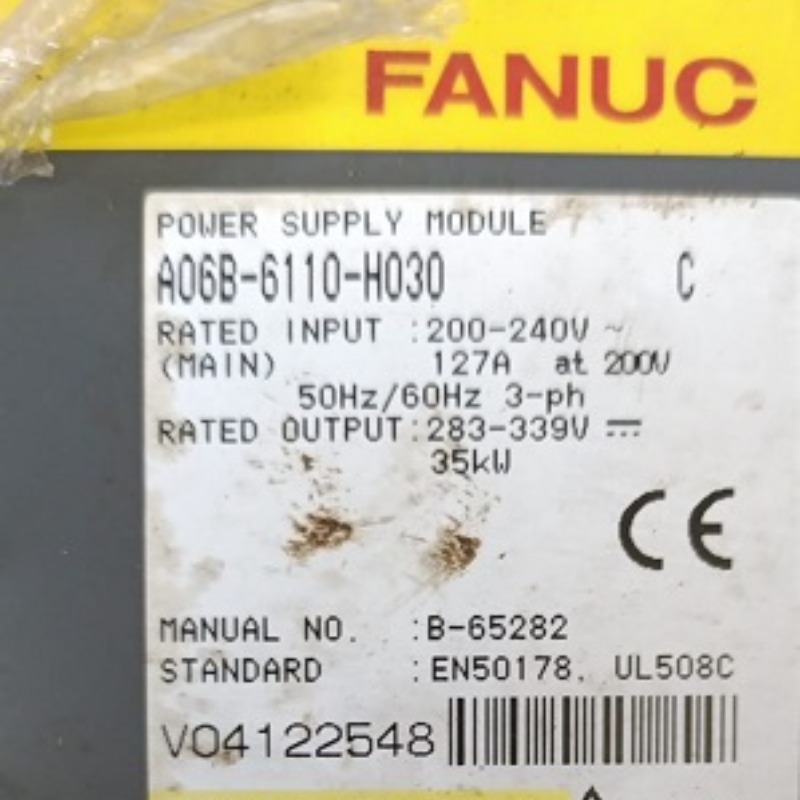 FANUC
POWER SUPPLY MODULE
A06B-6110-H030 C
RATED INPUT :200-240V ~
(MAIN) 127A at 200V
50Hz/60Hz 3-ph
RATED OUTPUT:283-339V ⎓
35kW
CE
MANUAL NO. :B-65282
STANDARD :EN50178, UL508C
V04122548